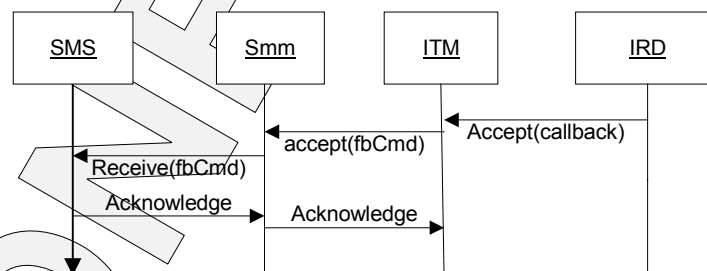 SMS Smm ITM IRD
Accept(callback)
accept(fbCmd)
Receive(fbCmd)
Acknowledge
Acknowledge